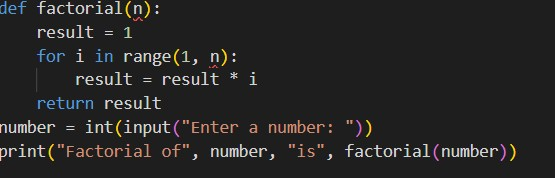 def factorial(n):
    result = 1
    for i in range(1, n):
        result = result * i
    return result
number = int(input("Enter a number: "))
print("Factorial of", number, "is", factorial(number))